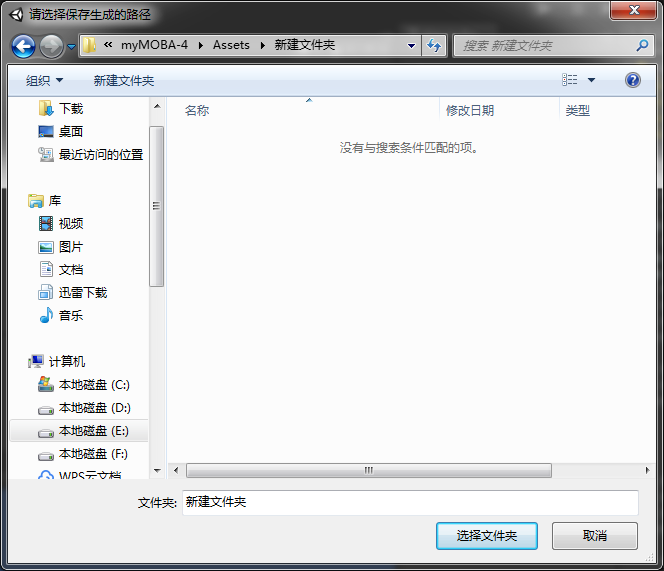 请选择保存生成的路径
« myMOBA-4 Assets 新建文件夹
搜索 新建文件夹
组织 新建文件夹
名称 修改日期 类型
没有与搜索条件匹配的项。
下载
桌面
最近访问的位置
库
视频
图片
文档
迅雷下载
音乐
计算机
本地磁盘 (C:)
本地磁盘 (D:)
本地磁盘 (E:)
本地磁盘 (F:)
WPS云文档
文件夹: 新建文件夹
选择文件夹 取消